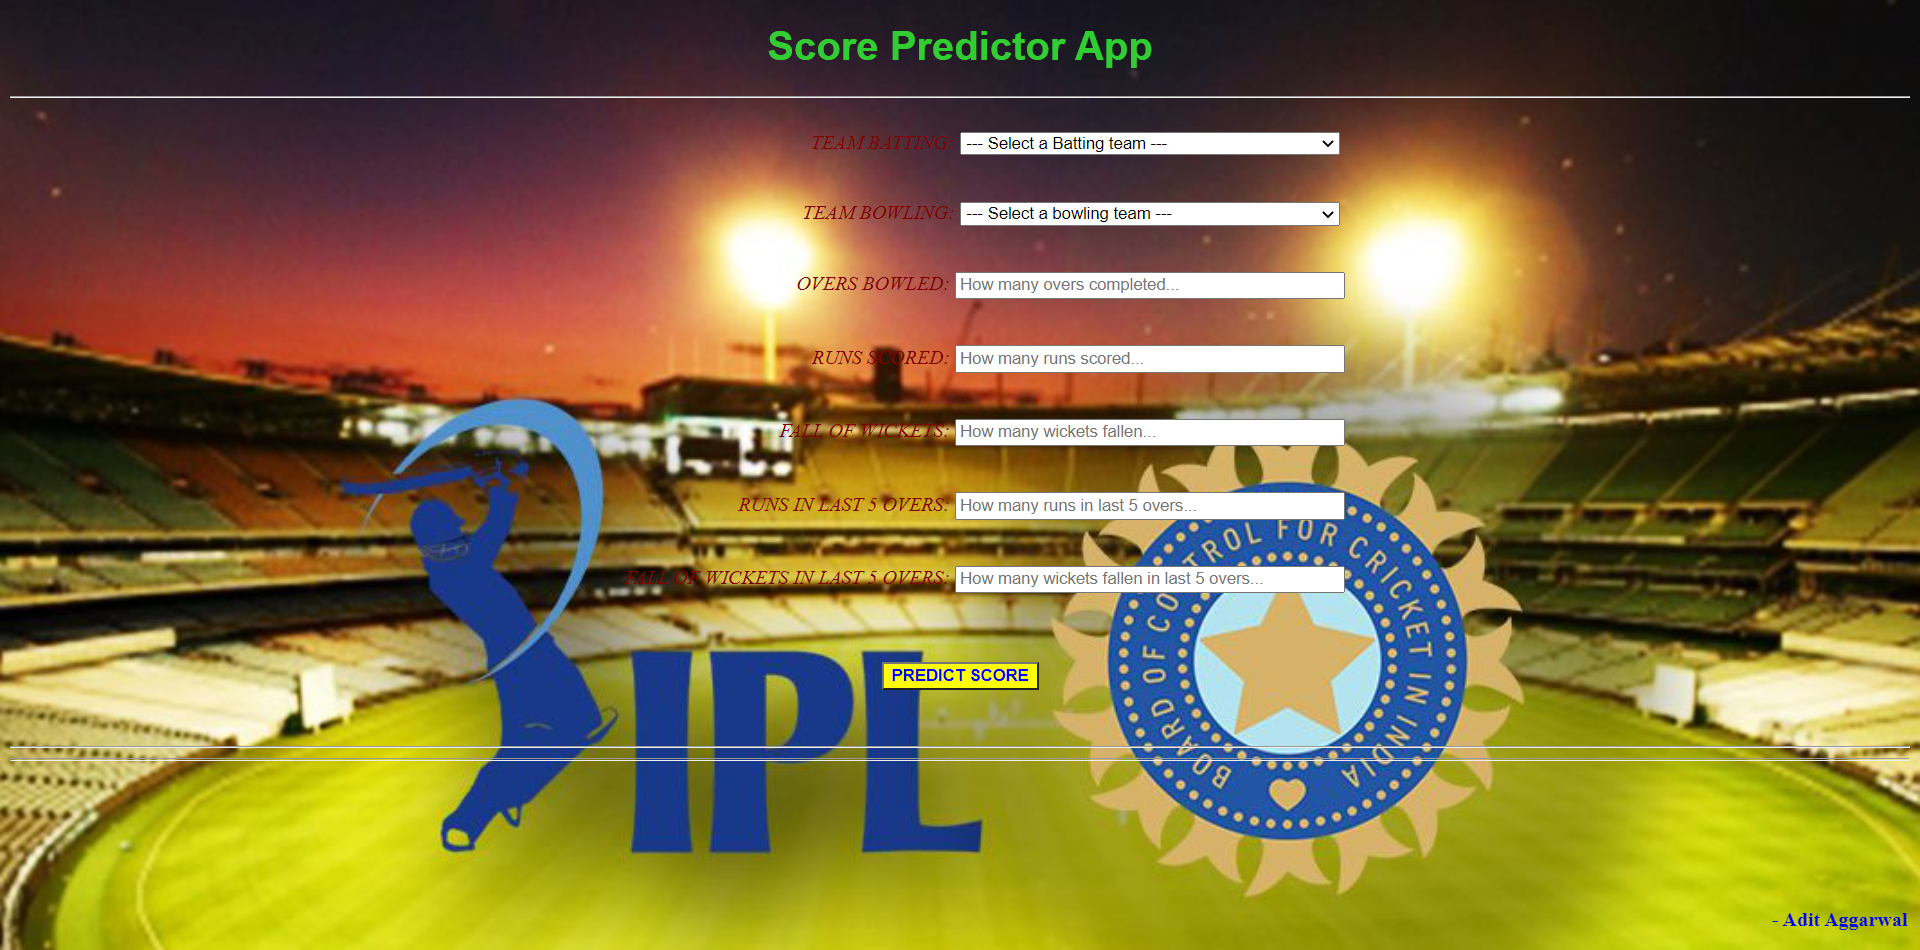 Score Predictor App
TEAM BATTING: --- Select a Batting team ---
TEAM BOWLING: --- Select a bowling team ---
OVERS BOWLED: How many overs completed...
RUNS SCORED: How many runs scored...
FALL OF WICKETS: How many wickets fallen...
RUNS IN LAST 5 OVERS: How many runs in last 5 overs...
FALL OF WICKETS IN LAST 5 OVERS: How many wickets fallen in last 5 overs...
PREDICT SCORE
IPL
BOARD OF CONTROL FOR CRICKET IN INDIA
- Adit Aggarwal